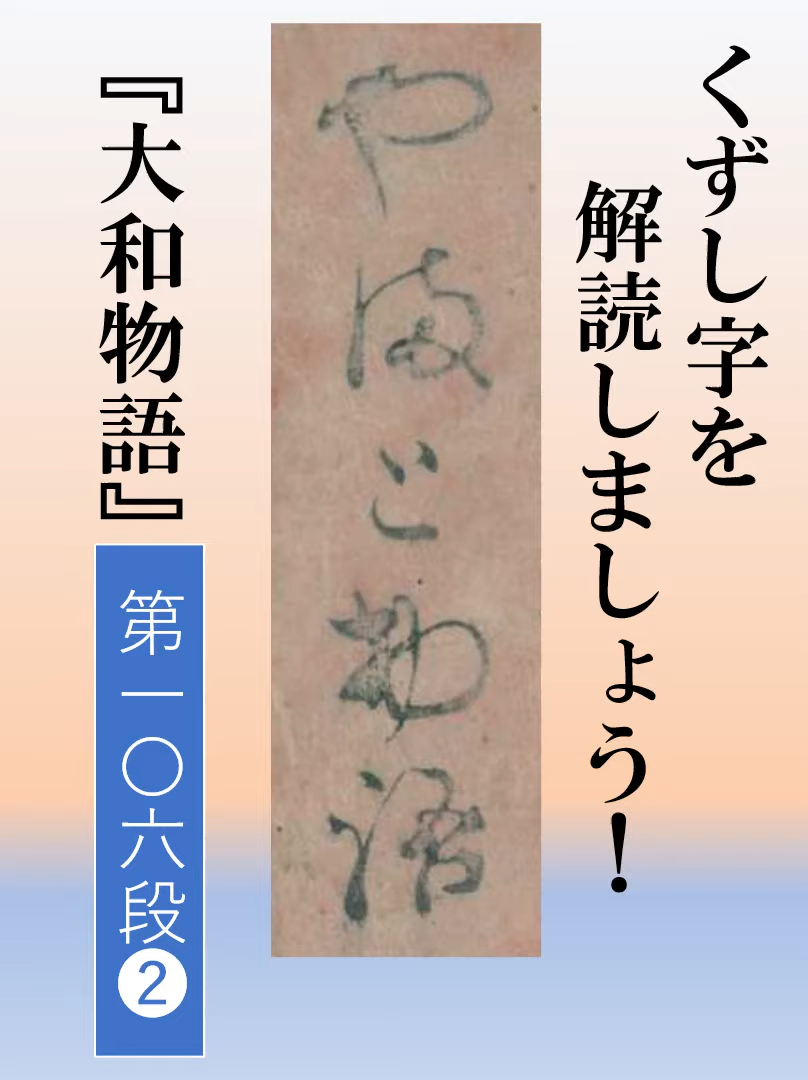 くずし字を
解読しましょう！
やまと物語
『大和物語』
第一〇六段❷